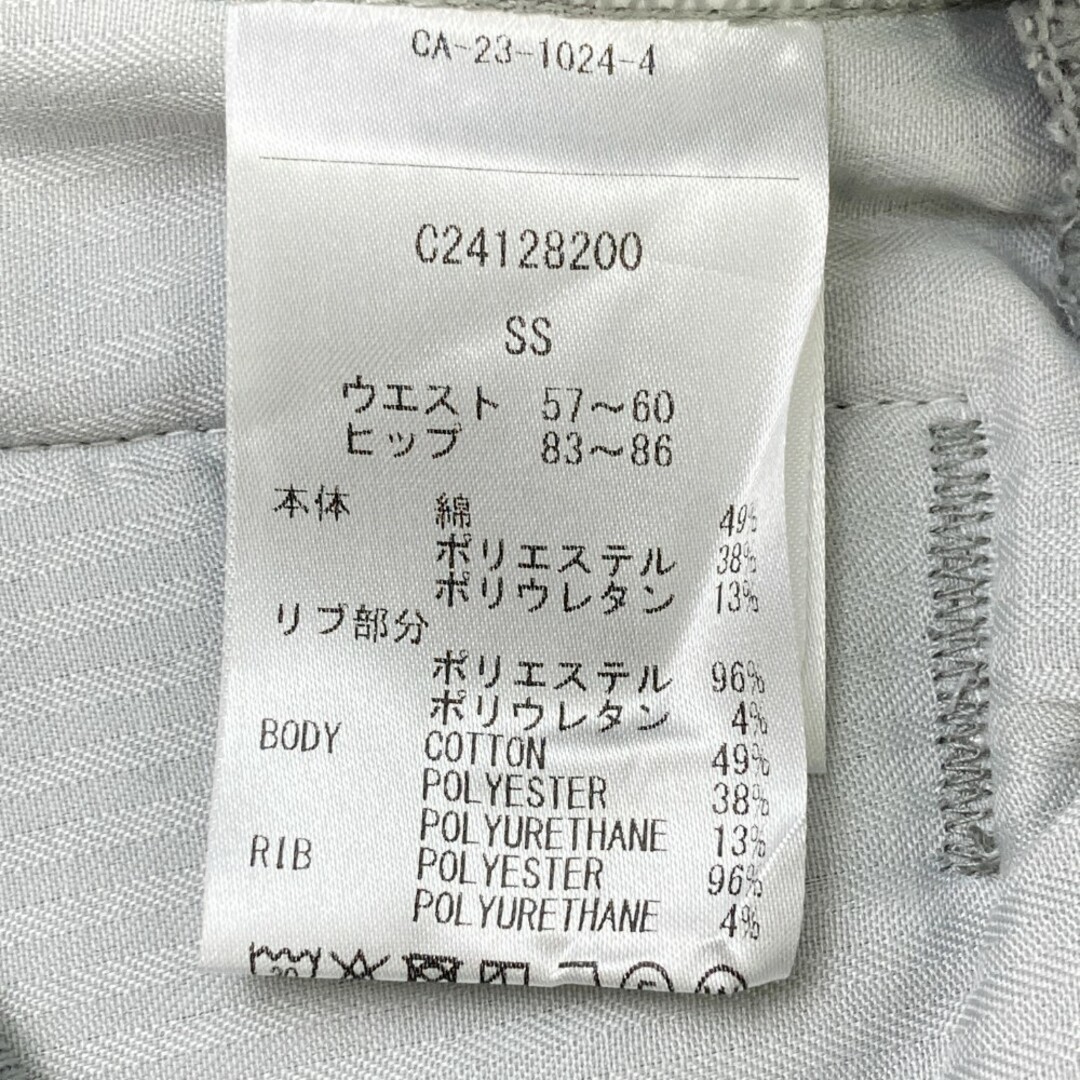 CA-23-1024-4
C24128200
SS
ウエスト 57～60
ヒップ 83～86
本体 綿 49%
ポリエステル 38%
ポリウレタン 13%
リブ部分
ポリエステル 96%
ポリウレタン 4%
BODY COTTON 49%
POLYESTER 38%
POLYURETHANE 13%
RIB POLYESTER 96%
POLYURETHANE 4%
30